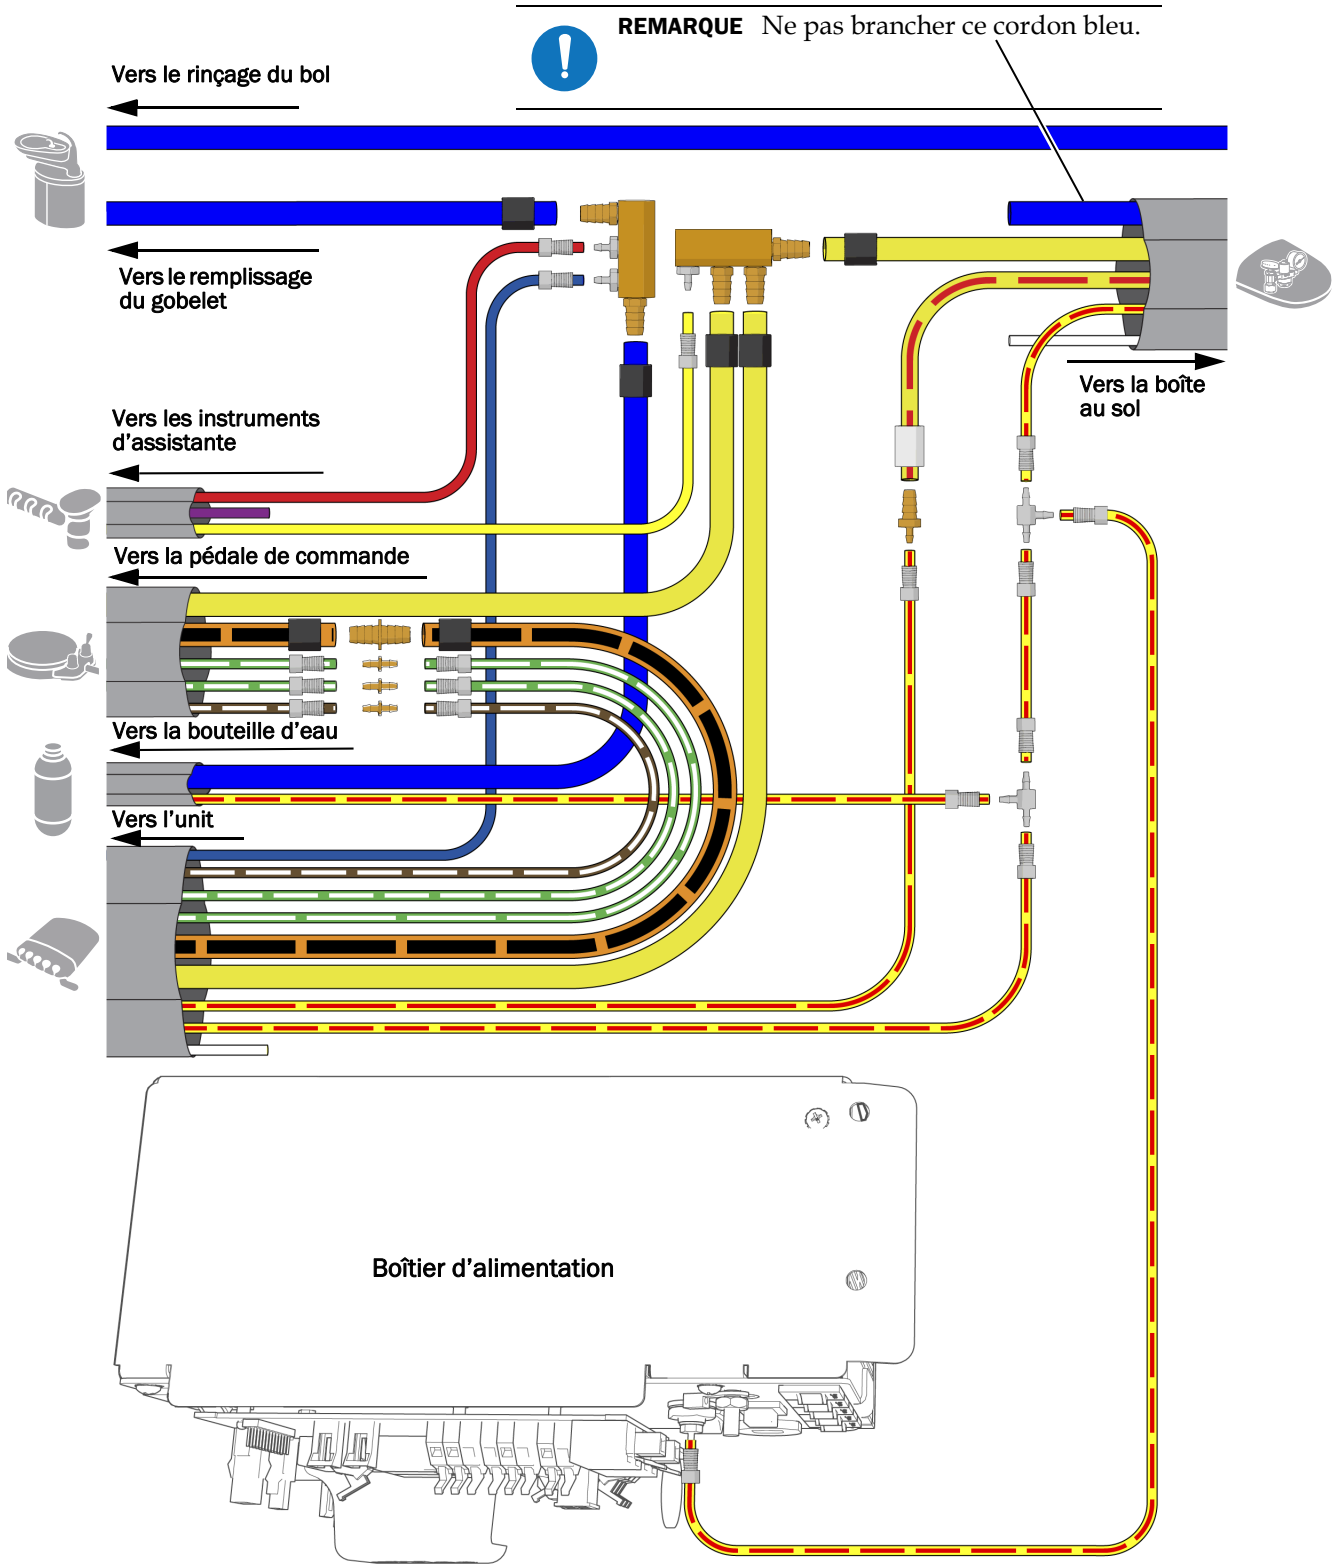 REMARQUE Ne pas brancher ce cordon bleu.
Vers le rinçage du bol
Vers le remplissage
du gobelet
Vers la boîte
au sol
Vers les instruments
d'assistante
Vers la pédale de commande
Vers la bouteille d'eau
Vers l'unit
Boîtier d'alimentation